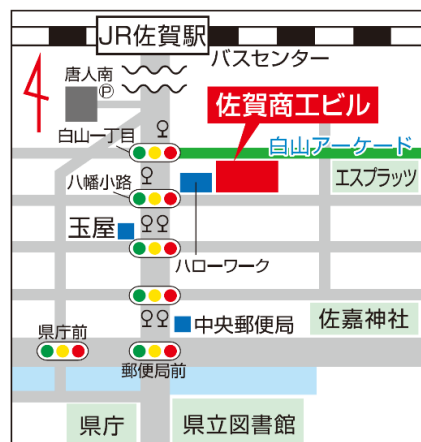 JR佐賀駅
バスセンター
唐人南
Ⓟ
佐賀商工ビル
白山一丁目
白山アーケード
八幡小路
エスプラッツ
玉屋
ハローワーク
中央郵便局
佐嘉神社
県庁前
郵便局前
県庁
県立図書館